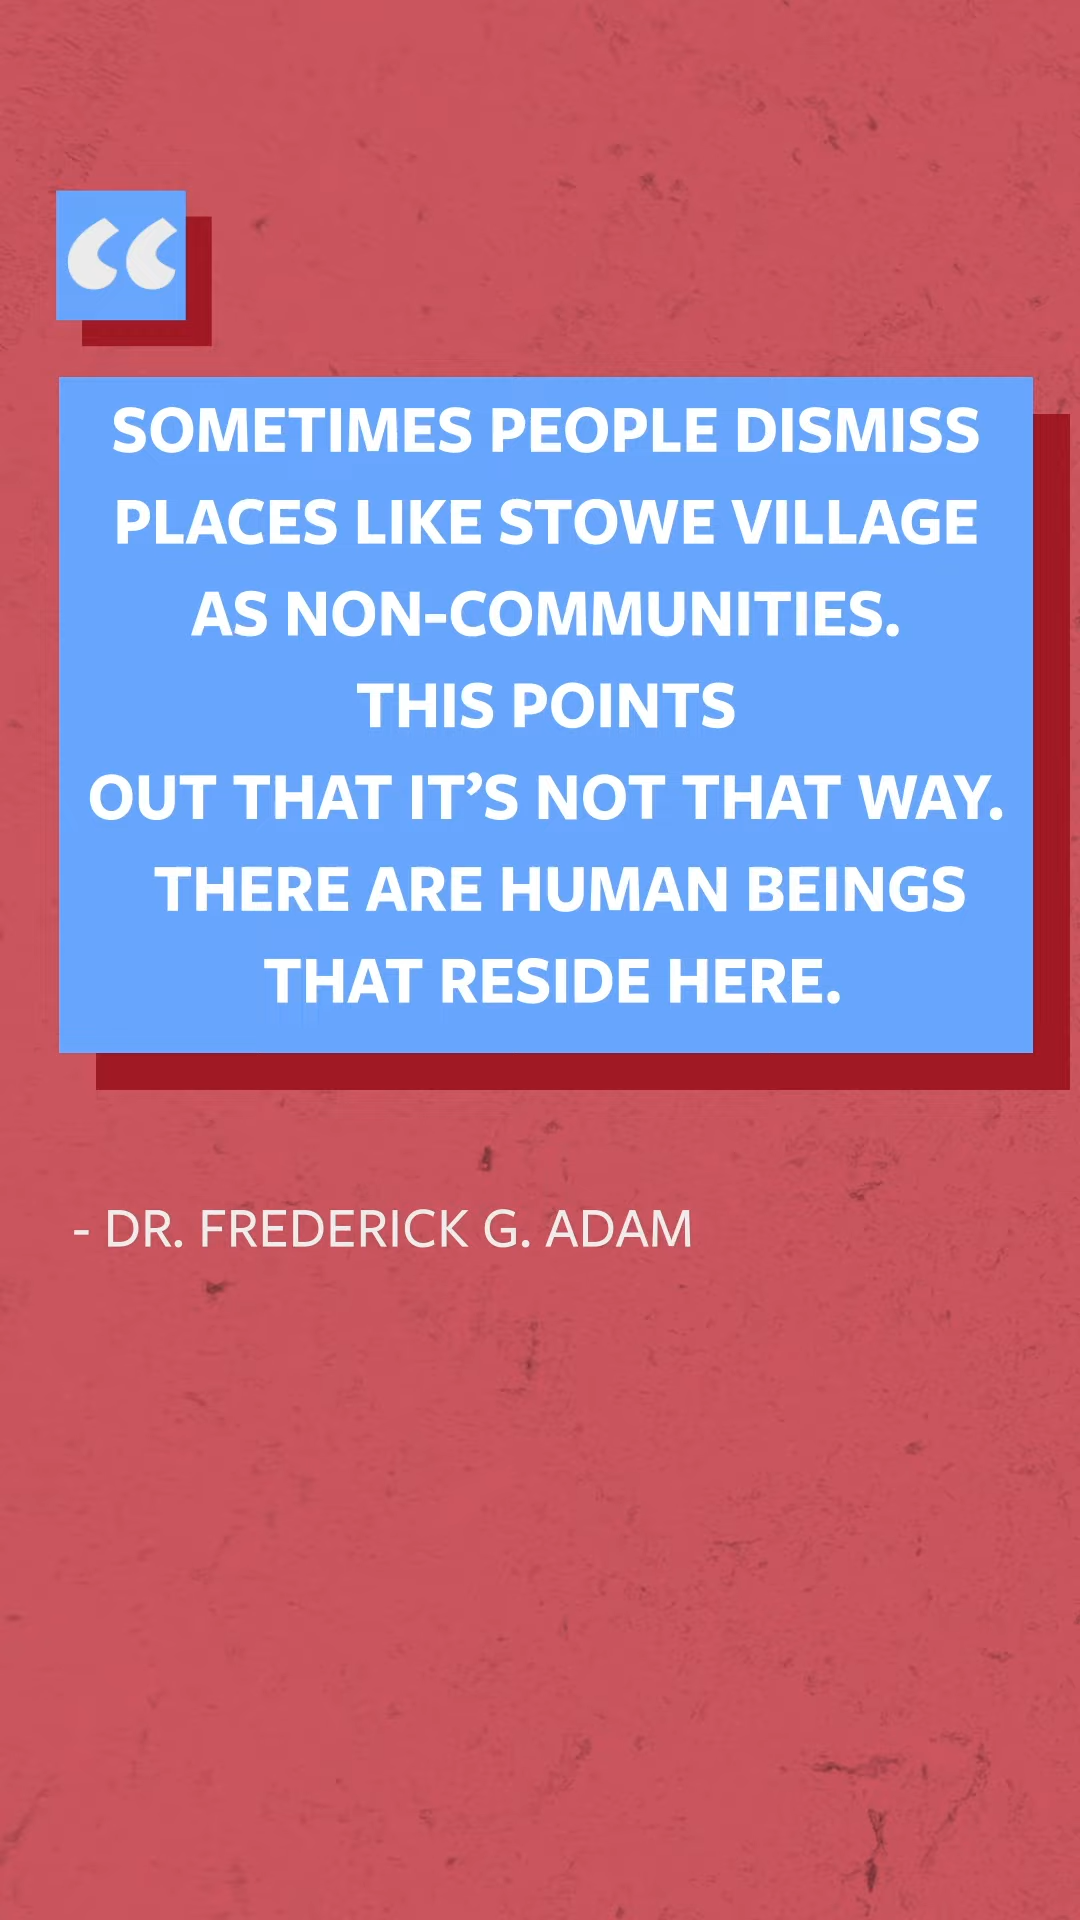 “
SOMETIMES PEOPLE DISMISS
PLACES LIKE STOWE VILLAGE
AS NON-COMMUNITIES.
THIS POINTS
OUT THAT IT’S NOT THAT WAY.
THERE ARE HUMAN BEINGS
THAT RESIDE HERE.
- DR. FREDERICK G. ADAM